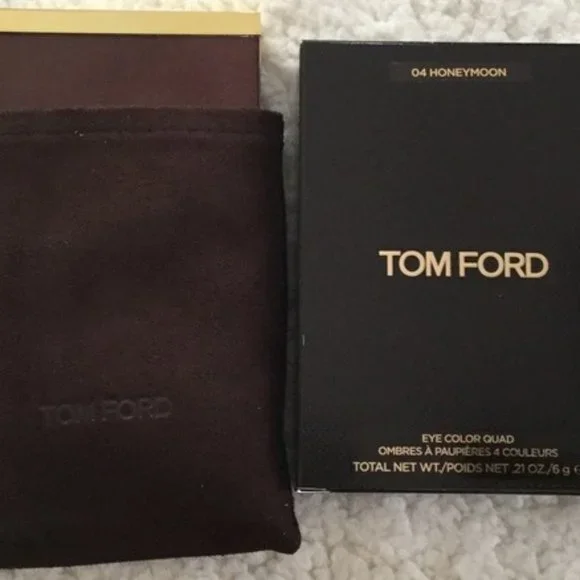 04 HONEYMOON
TOM FORD
EYE COLOR QUAD
OMBRES À PAUPIÈRES 4 COULEURS
TOTAL NET WT./POIDS NET .21 OZ./6 g
TOM FORD